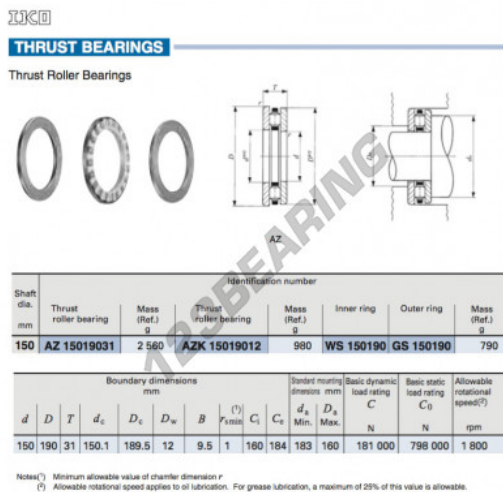 IKO
THRUST BEARINGS
Thrust Roller Bearings
T
r
D
d
AZ
123BEARING
Identification number
Shaft dia. mm | Thrust roller bearing | Mass (Ref.) g | Thrust roller bearing | Mass (Ref.) g | Inner ring | Outer ring | Mass (Ref.) g
150 | AZ 15019031 | 2 560 | AZK 15019012 | 980 | WS 150190 | GS 150190 | 790
Boundary dimensions mm | Standard mounting dimensions mm | Basic dynamic load rating C N | Basic static load rating C0 N | Allowable rotational speed(2) rpm
d | D | T | dc | Dc | Dw | B | rsmin(1) | Ci | Ce | da Min. | Da Max.
150 | 190 | 31 | 150.1 | 189.5 | 12 | 9.5 | 1 | 160 | 184 | 183 | 160 | 181 000 | 798 000 | 1 800
Notes(1) Minimum allowable value of chamfer dimension r
(2) Allowable rotational speed applies to oil lubrication. For grease lubrication, a maximum of 25% of this value is allowable.